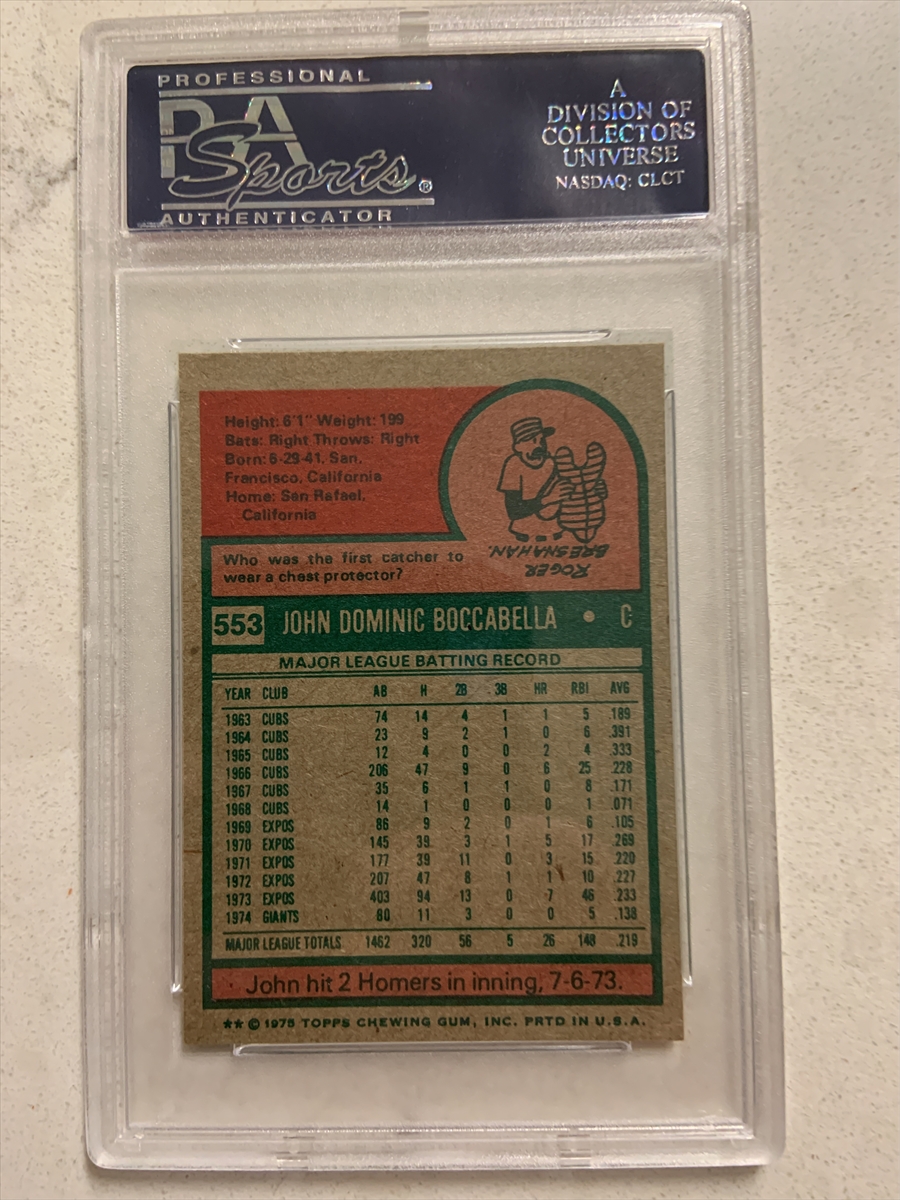 PROFESSIONAL
PSA
Sports®
AUTHENTICATOR
A
DIVISION OF
COLLECTORS
UNIVERSE
NASDAQ: CLCT
Height: 6'1" Weight: 199
Bats: Right Throws: Right
Born: 6-29-41, San.
Francisco, California
Home: San Rafael,
California
ROGER
BRESNAHAN.
Who was the first catcher to
wear a chest protector?
553 JOHN DOMINIC BOCCABELLA • C
MAJOR LEAGUE BATTING RECORD
YEAR CLUB AB H 2B 3B HR RBI AVG
1963 CUBS 74 14 4 1 1 5 .189
1964 CUBS 23 9 2 1 0 6 .391
1965 CUBS 12 4 0 0 2 4 .333
1966 CUBS 206 47 9 0 6 25 .228
1967 CUBS 35 6 1 1 0 8 .171
1968 CUBS 14 1 0 0 0 1 .071
1969 EXPOS 86 9 2 0 1 6 .105
1970 EXPOS 145 39 3 1 5 17 .269
1971 EXPOS 177 39 11 0 3 15 .220
1972 EXPOS 207 47 8 1 1 10 .227
1973 EXPOS 403 94 13 0 7 46 .233
1974 GIANTS 80 11 3 0 0 5 .138
MAJOR LEAGUE TOTALS 1462 320 56 5 26 148 .219
John hit 2 Homers in inning, 7-6-73.
** © 1975 TOPPS CHEWING GUM, INC. PRTD IN U.S.A.